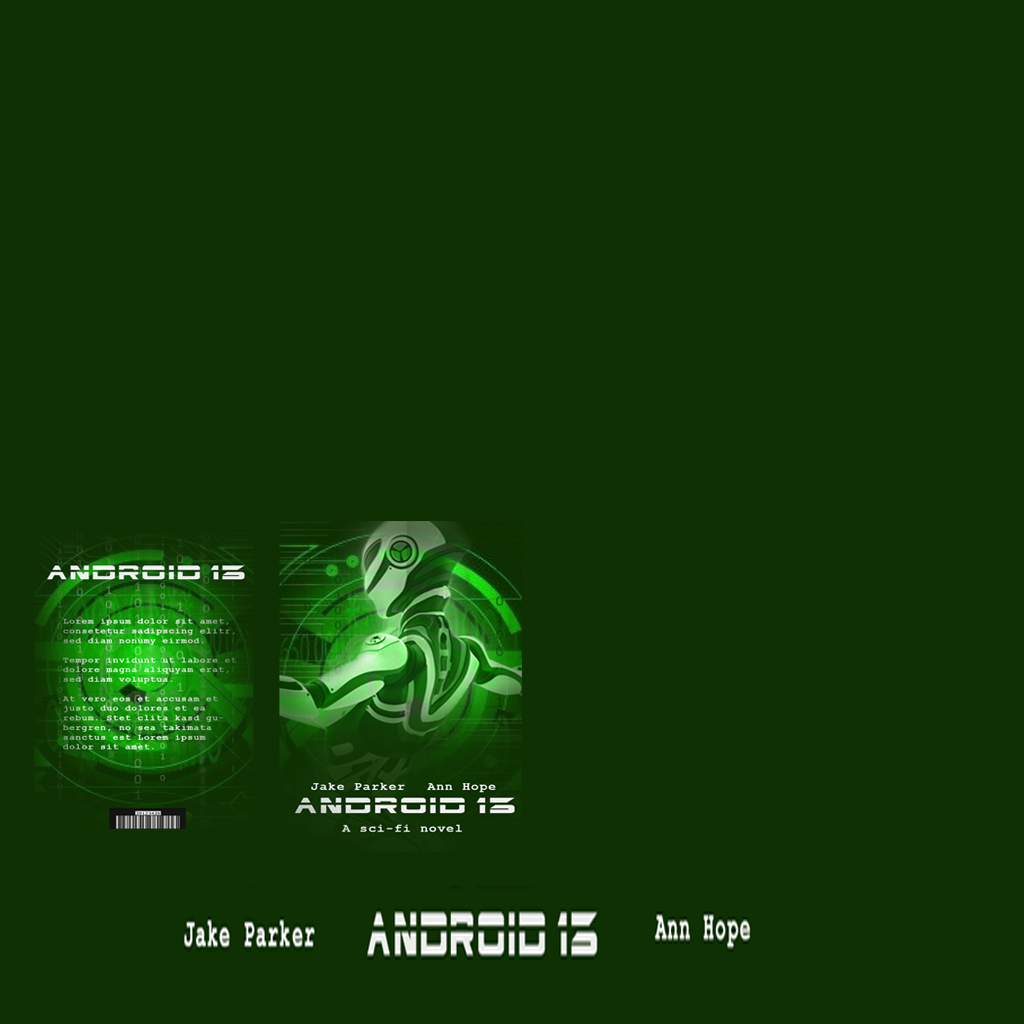 ANDROID 13
Lorem ipsum dolor sit amet,
consetetur sadipscing elitr,
sed diam nonumy eirmod.
Tempor invidunt ut labore et
dolore magna aliquyam erat,
sed diam voluptua.
At vero eos et accusam et
justo duo dolores et ea
rebum. Stet clita kasd gu-
bergren, no sea takimata
sanctus est Lorem ipsum
dolor sit amet.
Jake Parker Ann Hope
ANDROID 13
A sci-fi novel
Jake Parker ANDROID 13 Ann Hope